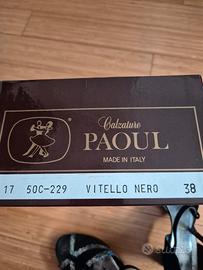 Calzature
PAOUL
MADE IN ITALY
17 50C-229 VITELLO NERO 38